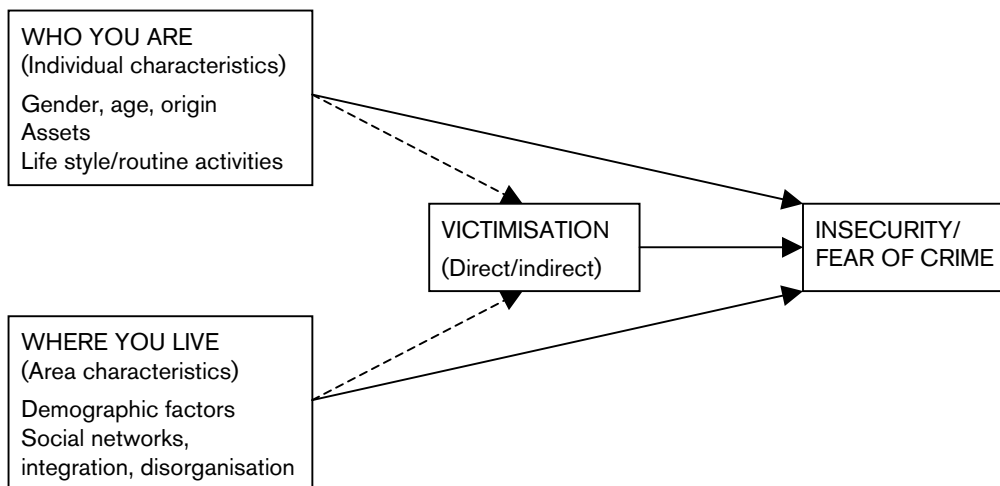 WHO YOU ARE
(Individual characteristics)
Gender, age, origin
Assets
Life style/routine activities
VICTIMISATION
(Direct/indirect)
INSECURITY/
FEAR OF CRIME
WHERE YOU LIVE
(Area characteristics)
Demographic factors
Social networks,
integration, disorganisation